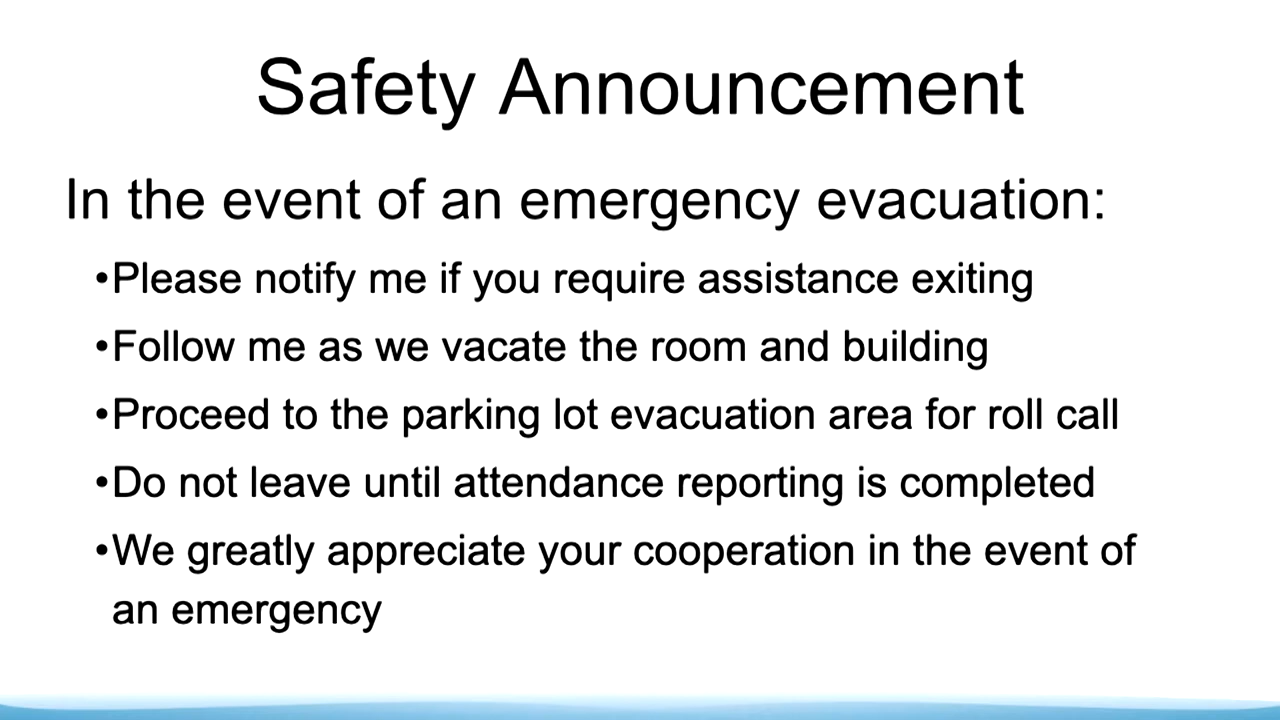 Safety Announcement
In the event of an emergency evacuation:
•Please notify me if you require assistance exiting
•Follow me as we vacate the room and building
•Proceed to the parking lot evacuation area for roll call
•Do not leave until attendance reporting is completed
•We greatly appreciate your cooperation in the event of
an emergency